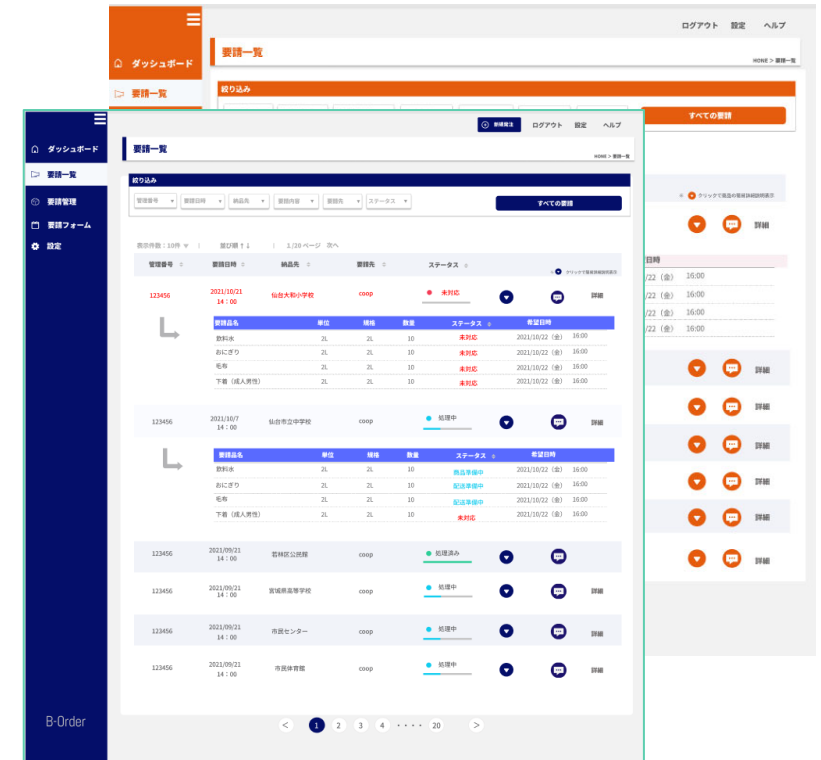 ログアウト 設定 ヘルプ
ダッシュボード
要請一覧
HONE > 要請一覧
要請一覧
絞り込み
すべての要請
クリックで発注の簡易詳細説明表示
詳細
日時
/22（金） 16:00
/22（金） 16:00
/22（金） 16:00
/22（金） 16:00
詳細
詳細
詳細
詳細
詳細
詳細
新規発注 ログアウト 設定 ヘルプ
ダッシュボード
要請一覧
要請管理
要請フォーム
設定
B-Order
要請一覧
HONE > 要請一覧
絞り込み
管理番号 要請日時 納品先 要請内容 要請先 ステータス すべての要請
表示件数：10件 ▼ | 並び順 ↑↓ | 1/20 ページ 次へ
管理番号 要請日時 納品先 要請先 ステータス
123456 2021/10/21 仙台大和小学校 coop 未対応 詳細
14：00
要請品名 単位 規格 数量 ステータス 希望日時
飲料水 2L 2L 10 未対応 2021/10/22（金） 16:00
おにぎり 2L 2L 10 未対応 2021/10/22（金） 16:00
毛布 2L 2L 10 未対応 2021/10/22（金） 16:00
下着（成人男性） 2L 2L 10 未対応 2021/10/22（金） 16:00
123456 2021/10/7 仙台市立中学校 coop 処理中 詳細
14：00
要請品名 単位 規格 数量 ステータス 希望日時
飲料水 2L 2L 10 商品準備中 2021/10/22（金） 16:00
おにぎり 2L 2L 10 配送準備中 2021/10/22（金） 16:00
毛布 2L 2L 10 配送準備中 2021/10/22（金） 16:00
下着（成人男性） 2L 2L 10 未対応 2021/10/22（金） 16:00
123456 2021/09/21 若林区公民館 coop 処理済み
14：00
123456 2021/09/21 宮城県高等学校 coop 処理中 詳細
14：00
123456 2021/09/21 市民センター coop 処理中 詳細
14：00
123456 2021/09/21 市民体育館 coop 処理中 詳細
14：00
< 1 2 3 4 ････ 20 >